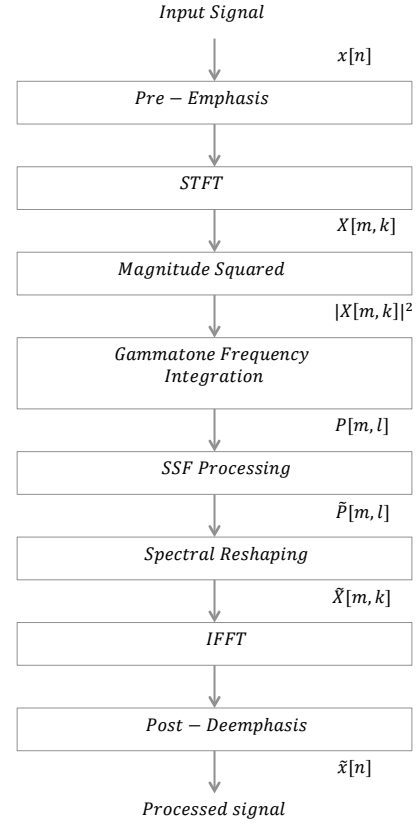 Input Signal
x[n]
Pre − Emphasis
STFT
X[m, k]
Magnitude Squared
|X[m, k]|²
Gammatone Frequency
Integration
P[m, l]
SSF Processing
P̃[m, l]
Spectral Reshaping
X̃[m, k]
IFFT
Post − Deemphasis
x̃[n]
Processed signal